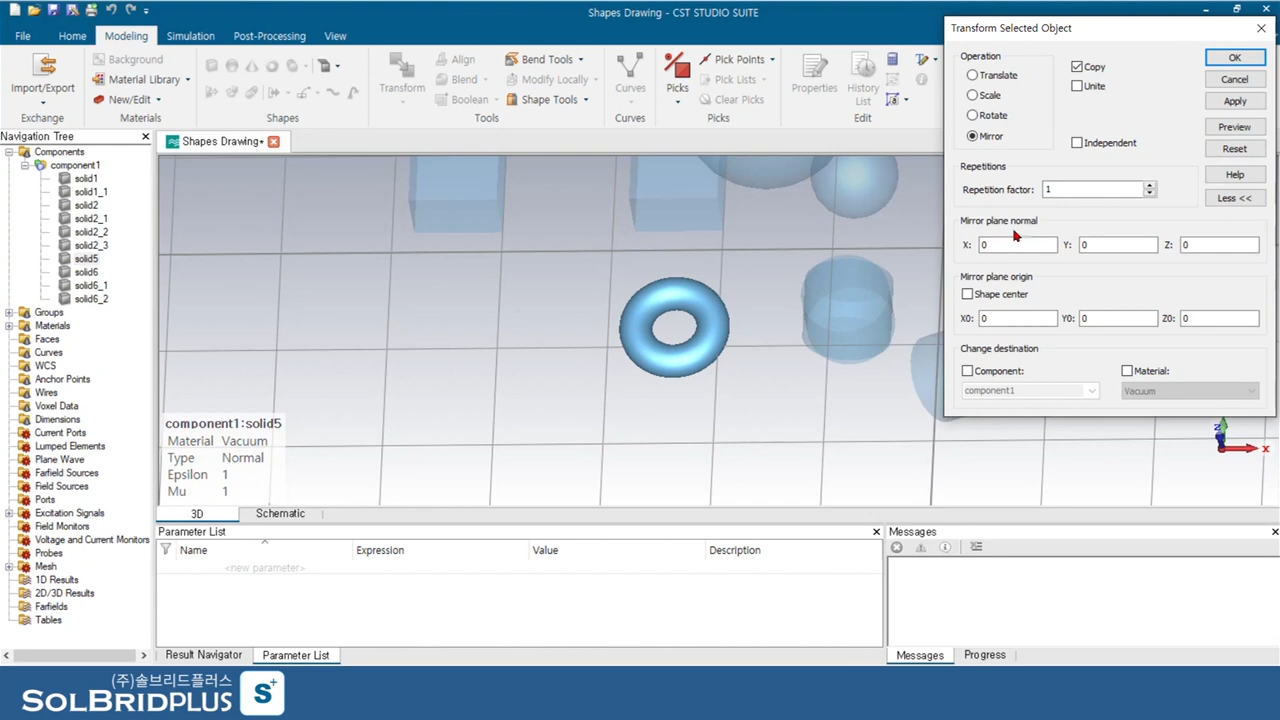 Shapes Drawing - CST STUDIO SUITE
File Home Modeling Simulation Post-Processing View
Import/Export
Exchange
Background
Material Library
New/Edit
Materials
Shapes
Transform
Align
Blend
Boolean
Bend Tools
Modify Locally
Shape Tools
Tools
Curves
Curves
Picks
Pick Points
Pick Lists
Clear Picks
Picks
Properties
History
List
Edit
Navigation Tree
Components
component1
solid1
solid1_1
solid2
solid2_1
solid2_2
solid2_3
solid5
solid6
solid6_1
solid6_2
Groups
Materials
Faces
Curves
WCS
Anchor Points
Wires
Voxel Data
Dimensions
Current Ports
Lumped Elements
Plane Wave
Farfield Sources
Field Sources
Ports
Excitation Signals
Field Monitors
Voltage and Current Monitors
Probes
Mesh
1D Results
2D/3D Results
Farfields
Tables
Shapes Drawing*
component1:solid5
Material Vacuum
Type Normal
Epsilon 1
Mu 1
z
x
3D Schematic
Transform Selected Object
Operation
Translate
Scale
Rotate
Mirror
Copy
Unite
Independent
OK
Cancel
Apply
Preview
Reset
Help
Less <<
Repetitions
Repetition factor: 1
Mirror plane normal
X: 0 Y: 0 Z: 0
Mirror plane origin
Shape center
X0: 0 Y0: 0 Z0: 0
Change destination
Component: Material:
component1 Vacuum
Parameter List
Name Expression Value Description
<new parameter>
Result Navigator Parameter List
Messages
Messages Progress
(주)솔브리드플러스
SOLBRIDPLUS
S+